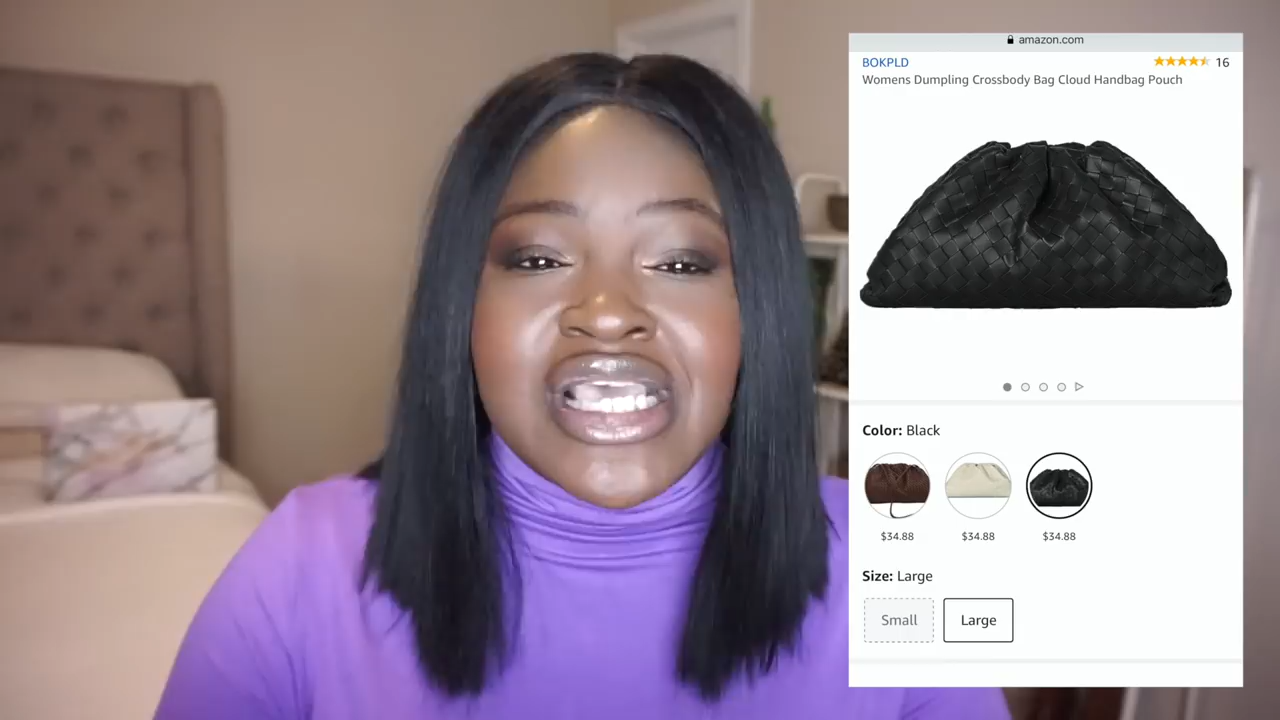 amazon.com
BOKPLD
16
Womens Dumpling Crossbody Bag Cloud Handbag Pouch
Color: Black
$34.88
$34.88
$34.88
Size: Large
Small
Large